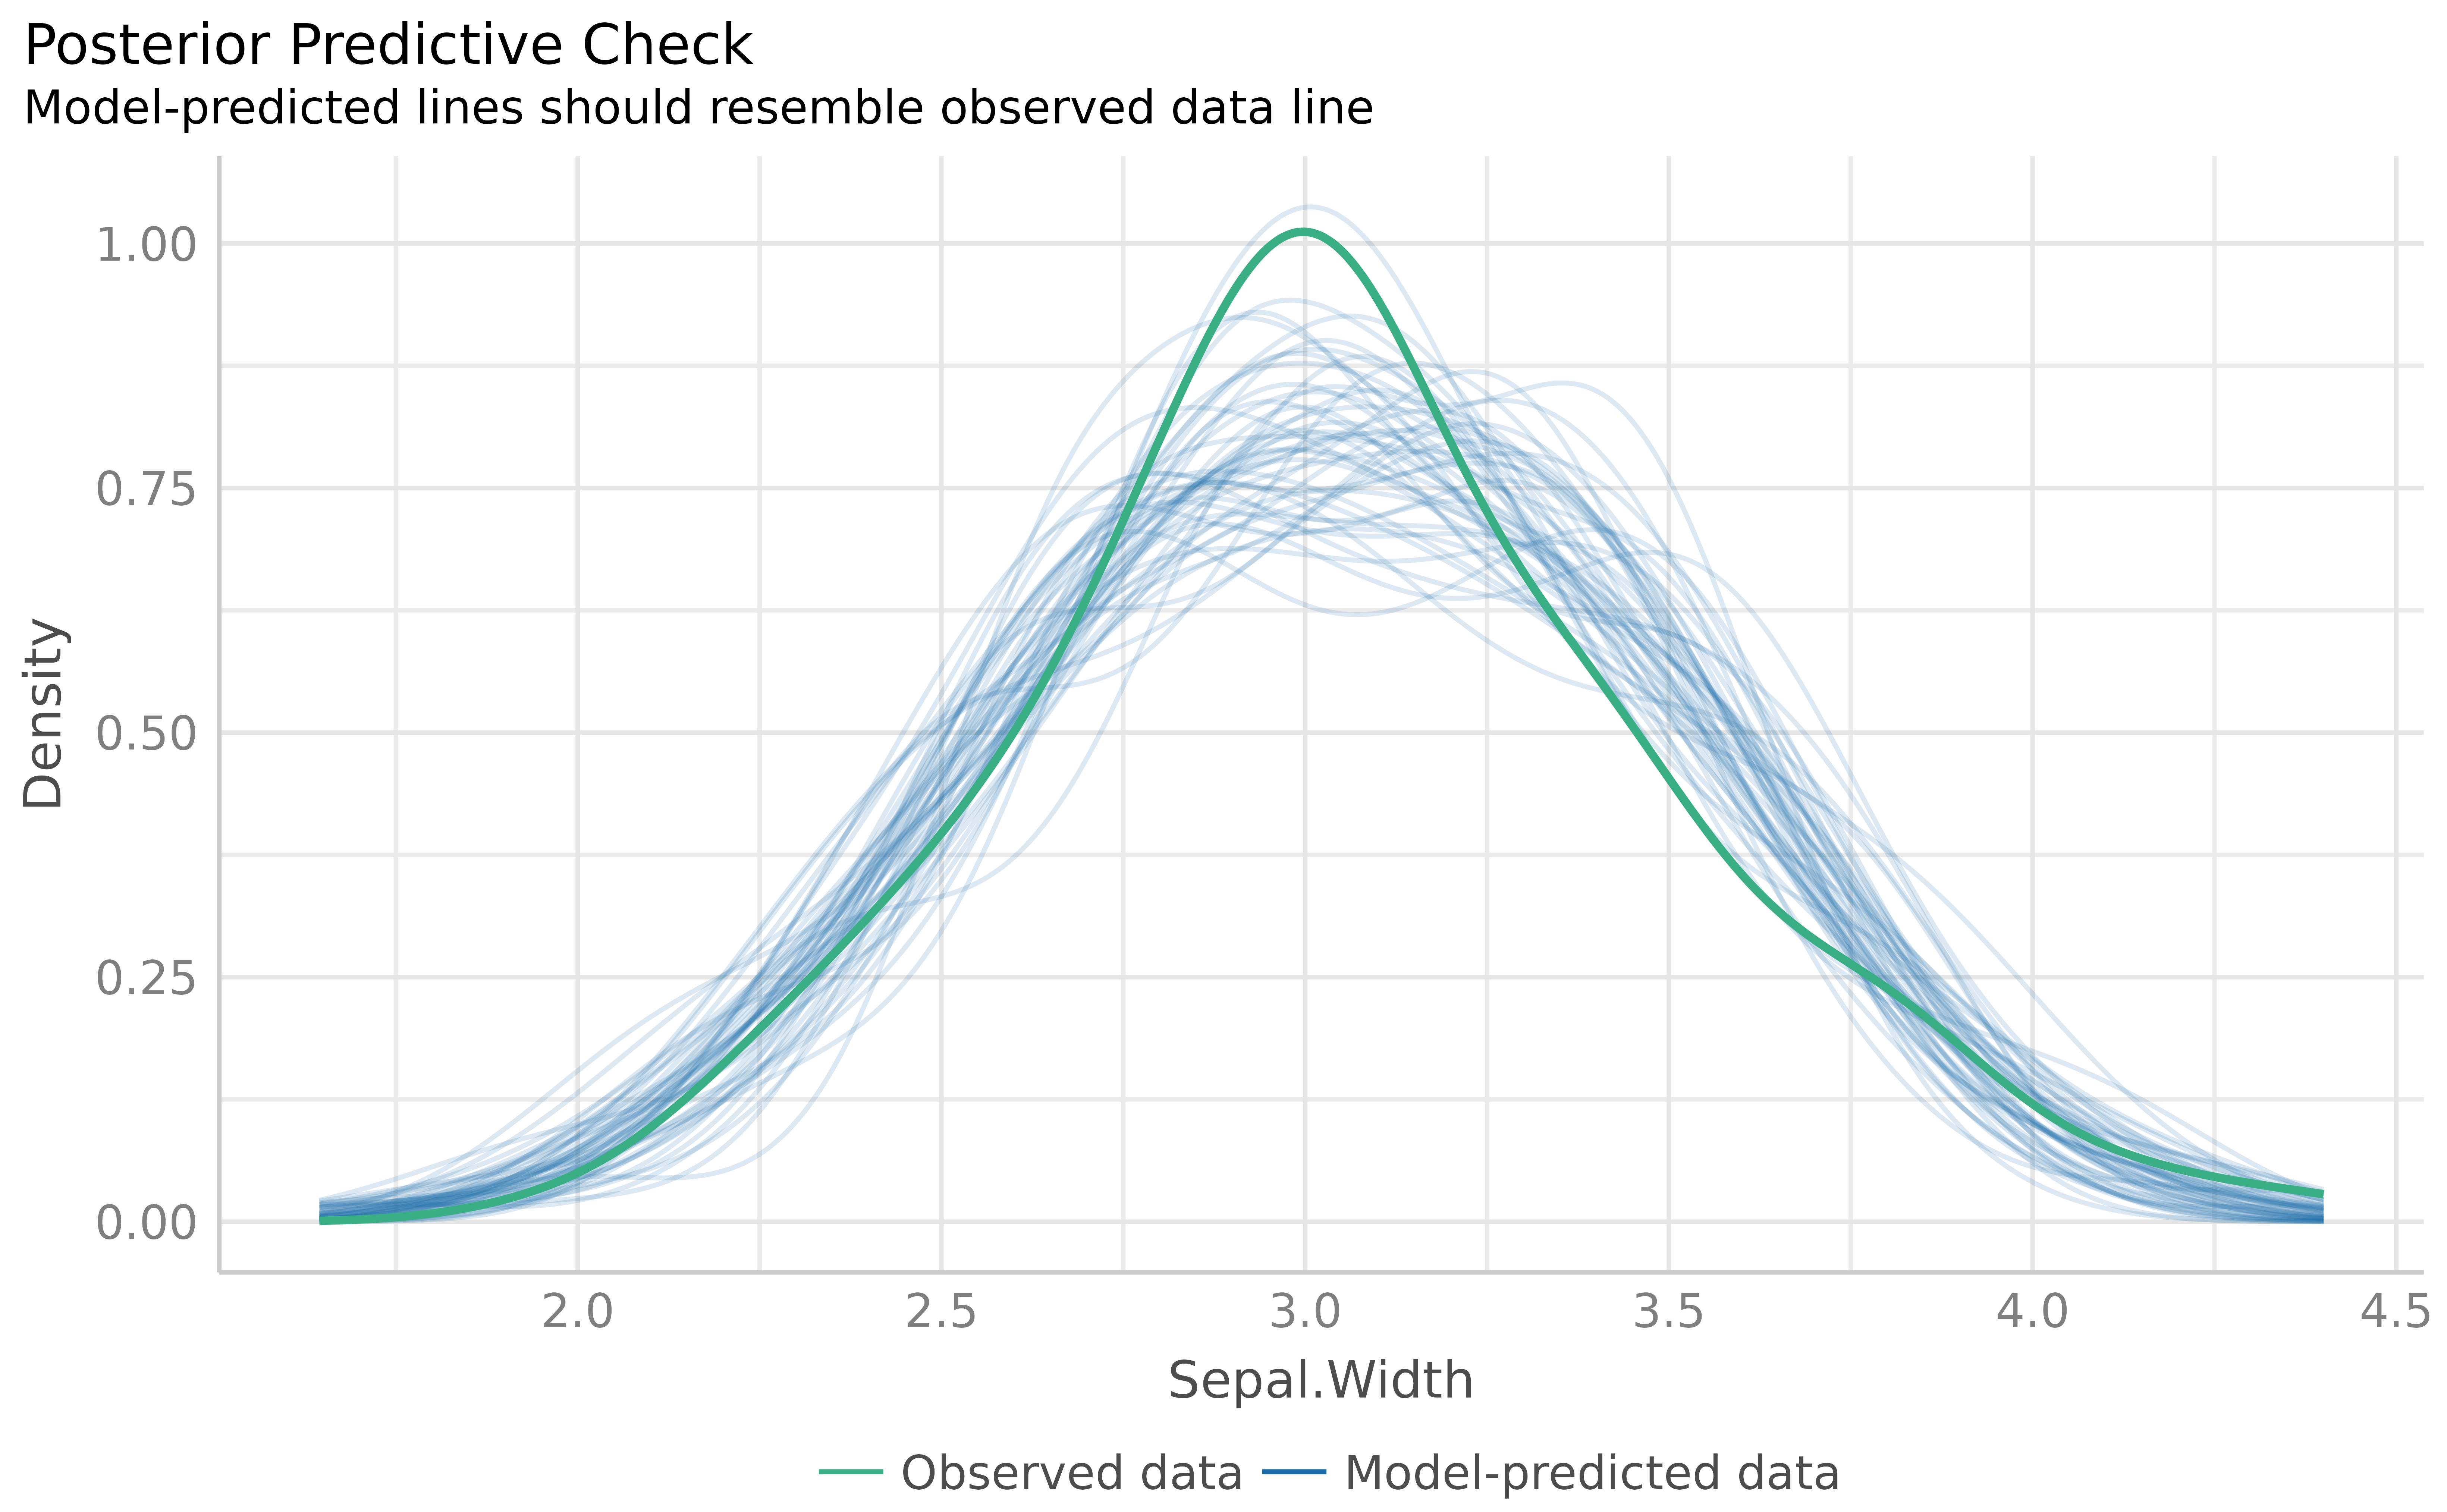 Posterior Predictive Check
Model-predicted lines should resemble observed data line
Density
1.00
0.75
0.50
0.25
0.00
2.0 2.5 3.0 3.5 4.0 4.5
Sepal.Width
Observed data Model-predicted data